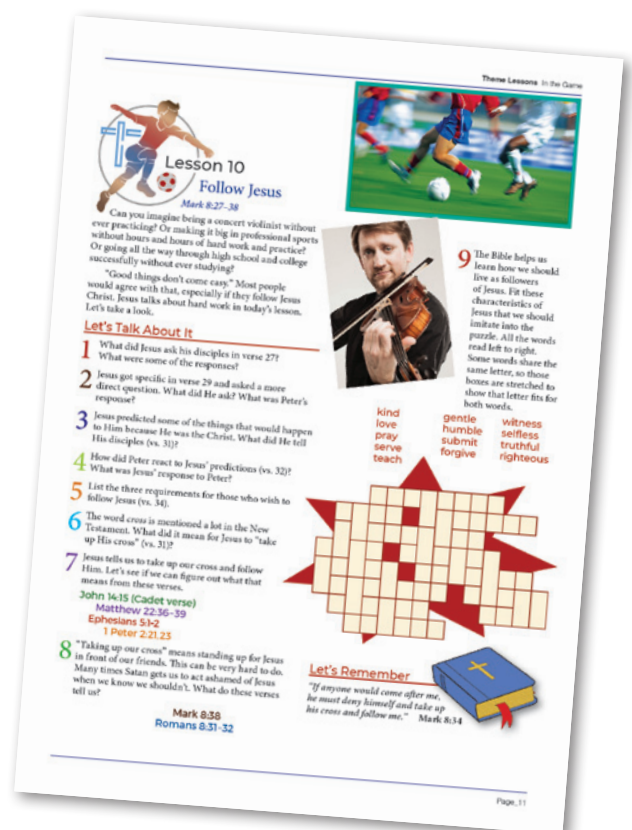 Theme Lessons In the Game
Lesson 10
Follow Jesus
Mark 8:27–38
Can you imagine being a concert violinist without
ever practicing? Or making it big in professional sports
without hours and hours of hard work and practice?
Or going all the way through high school and college
successfully without ever studying?
"Good things don't come easy." Most people
would agree with that, especially if they follow Jesus
Christ. Jesus talks about hard work in today's lesson.
Let's take a look.
Let's Talk About It
1 What did Jesus ask his disciples in verse 27?
What were some of the responses?
2 Jesus got specific in verse 29 and asked a more
direct question. What did He ask? What was Peter's
response?
3 Jesus predicted some of the things that would happen
to Him because He was the Christ. What did He tell
His disciples (vs. 31)?
4 How did Peter react to Jesus' predictions (vs. 32)?
What was Jesus' response to Peter?
5 List the three requirements for those who wish to
follow Jesus (vs. 34).
6 The word cross is mentioned a lot in the New
Testament. What did it mean for Jesus to "take
up His cross" (vs. 31)?
7 Jesus tells us to take up our cross and follow
Him. Let's see if we can figure out what that
means from these verses.
John 14:15 (Cadet verse)
Matthew 22:36–39
Ephesians 5:1-2
1 Peter 2:21,23
8 "Taking up our cross" means standing up for Jesus
in front of our friends. This can be very hard to do.
Many times Satan gets us to act ashamed of Jesus
when we know we shouldn't. What do these verses
tell us?
Mark 8:38
Romans 8:31–32
9 The Bible helps us
learn how we should
live as followers
of Jesus. Fit these
characteristics of
Jesus that we should
imitate into the
puzzle. All the words
read left to right.
Some words share the
same letter, so those
boxes are stretched to
show that letter fits for
both words.
kind
love
pray
serve
teach
gentle
humble
submit
forgive
witness
selfless
truthful
righteous
Let's Remember
"If anyone would come after me,
he must deny himself and take up
his cross and follow me." Mark 8:34
Page_11